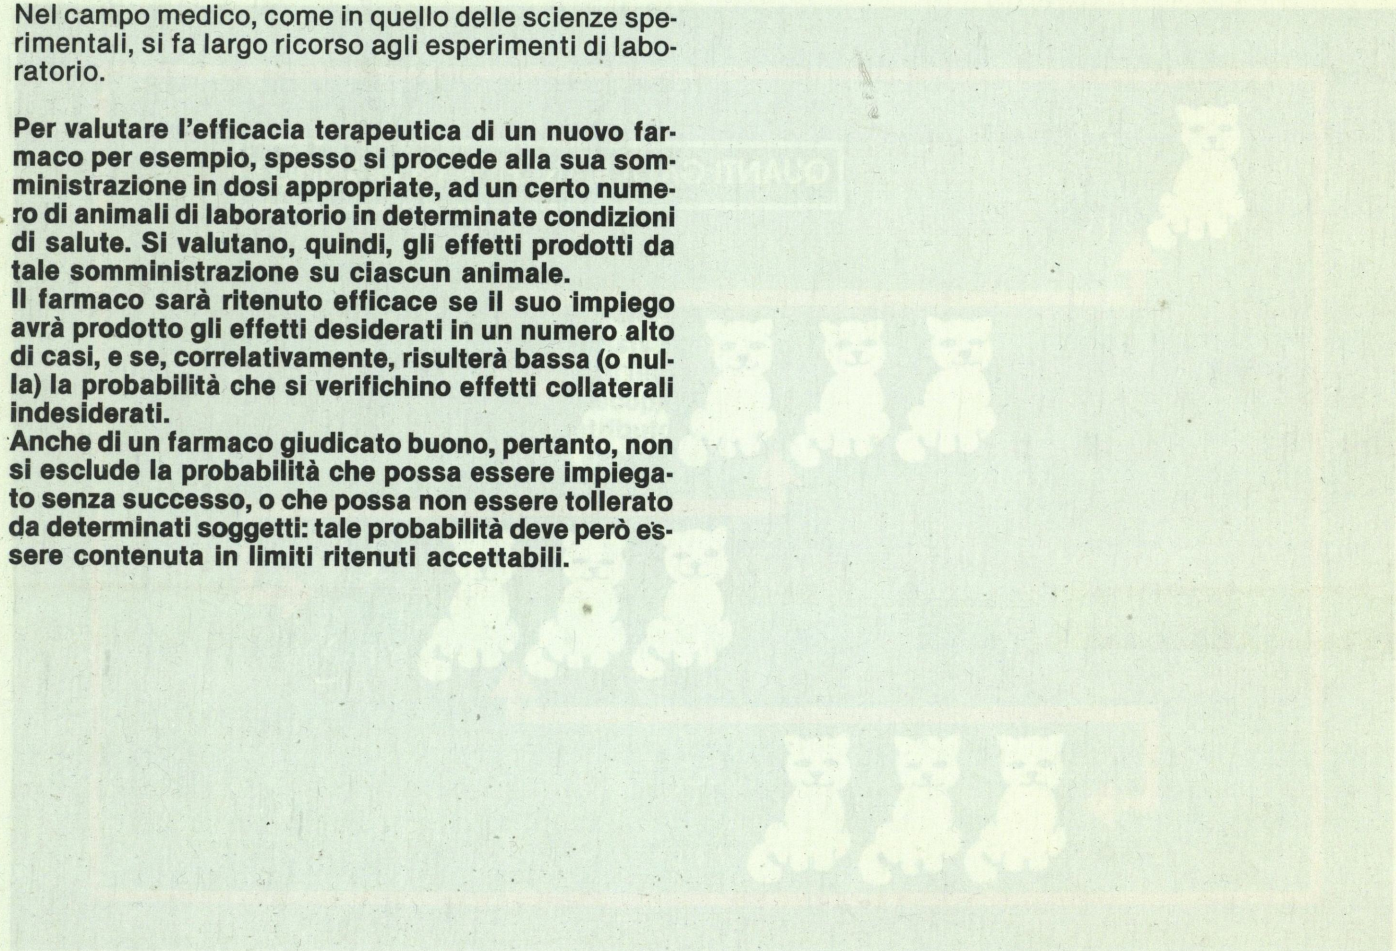 Nel campo medico, come in quello delle scienze spe-
rimentali, si fa largo ricorso agli esperimenti di labo-
ratorio.
Per valutare l'efficacia terapeutica di un nuovo far-
maco per esempio, spesso si procede alla sua som-
ministrazione in dosi appropriate, ad un certo nume-
ro di animali di laboratorio in determinate condizioni
di salute. Si valutano, quindi, gli effetti prodotti da
tale somministrazione su ciascun animale.
Il farmaco sarà ritenuto efficace se il suo impiego
avrà prodotto gli effetti desiderati in un numero alto
di casi, e se, correlativamente, risulterà bassa (o nul-
la) la probabilità che si verifichino effetti collaterali
indesiderati.
Anche di un farmaco giudicato buono, pertanto, non
si esclude la probabilità che possa essere impiega-
to senza successo, o che possa non essere tollerato
da determinati soggetti: tale probabilità deve però es-
sere contenuta in limiti ritenuti accettabili.
QUANTI